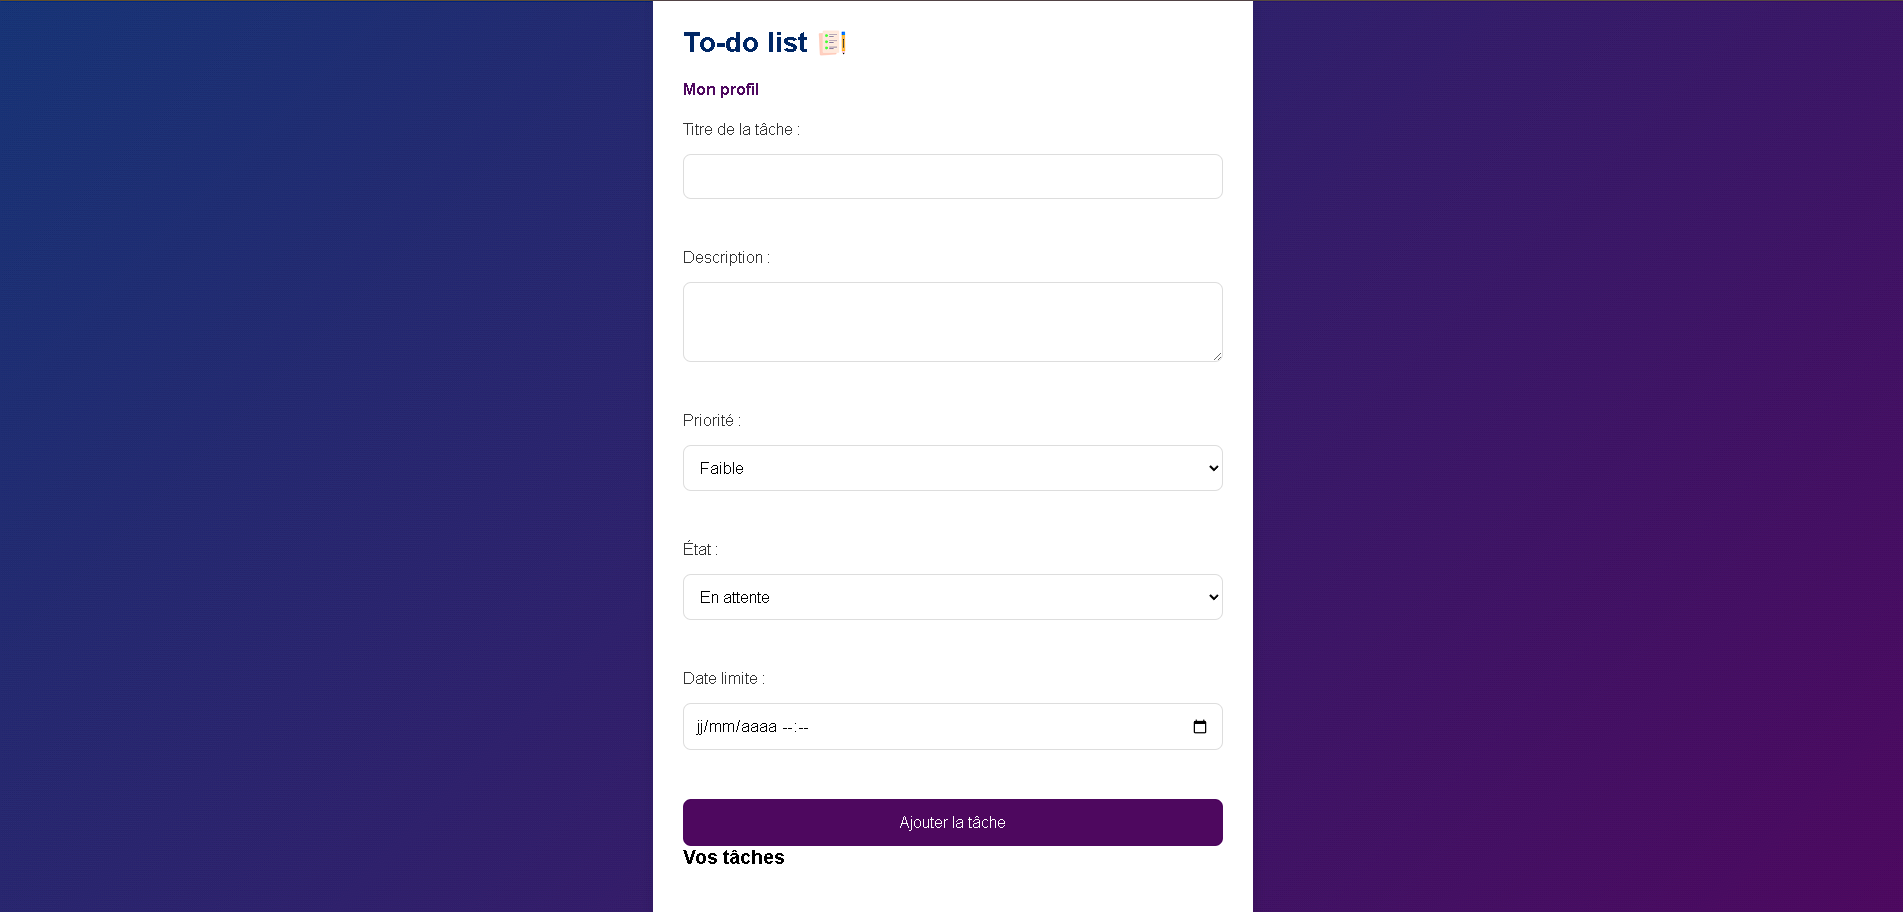 To-do list
Mon profil
Titre de la tâche :
Description :
Priorité :
Faible
État :
En attente
Date limite :
jj/mm/aaaa --:--
Ajouter la tâche
Vos tâches